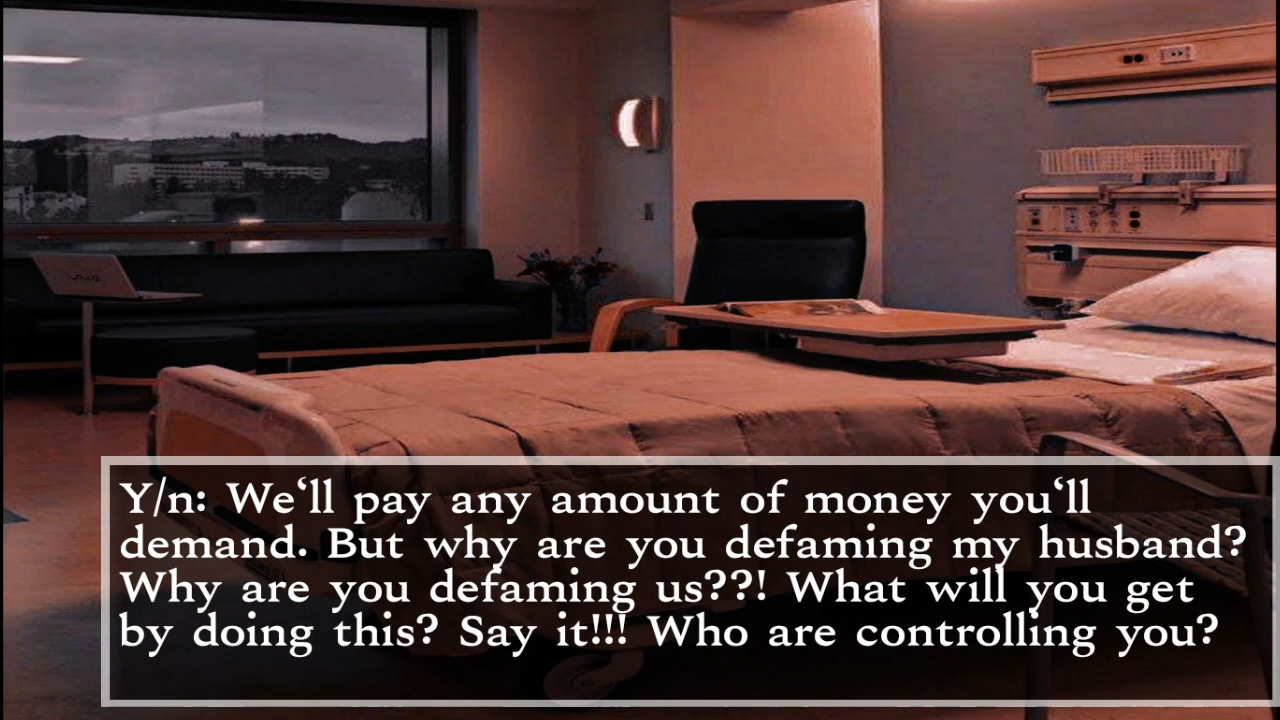 VAIO
Y/n: We‘ll pay any amount of money you‘ll
demand. But why are you defaming my husband?
Why are you defaming us??! What will you get
by doing this? Say it!!! Who are controlling you?